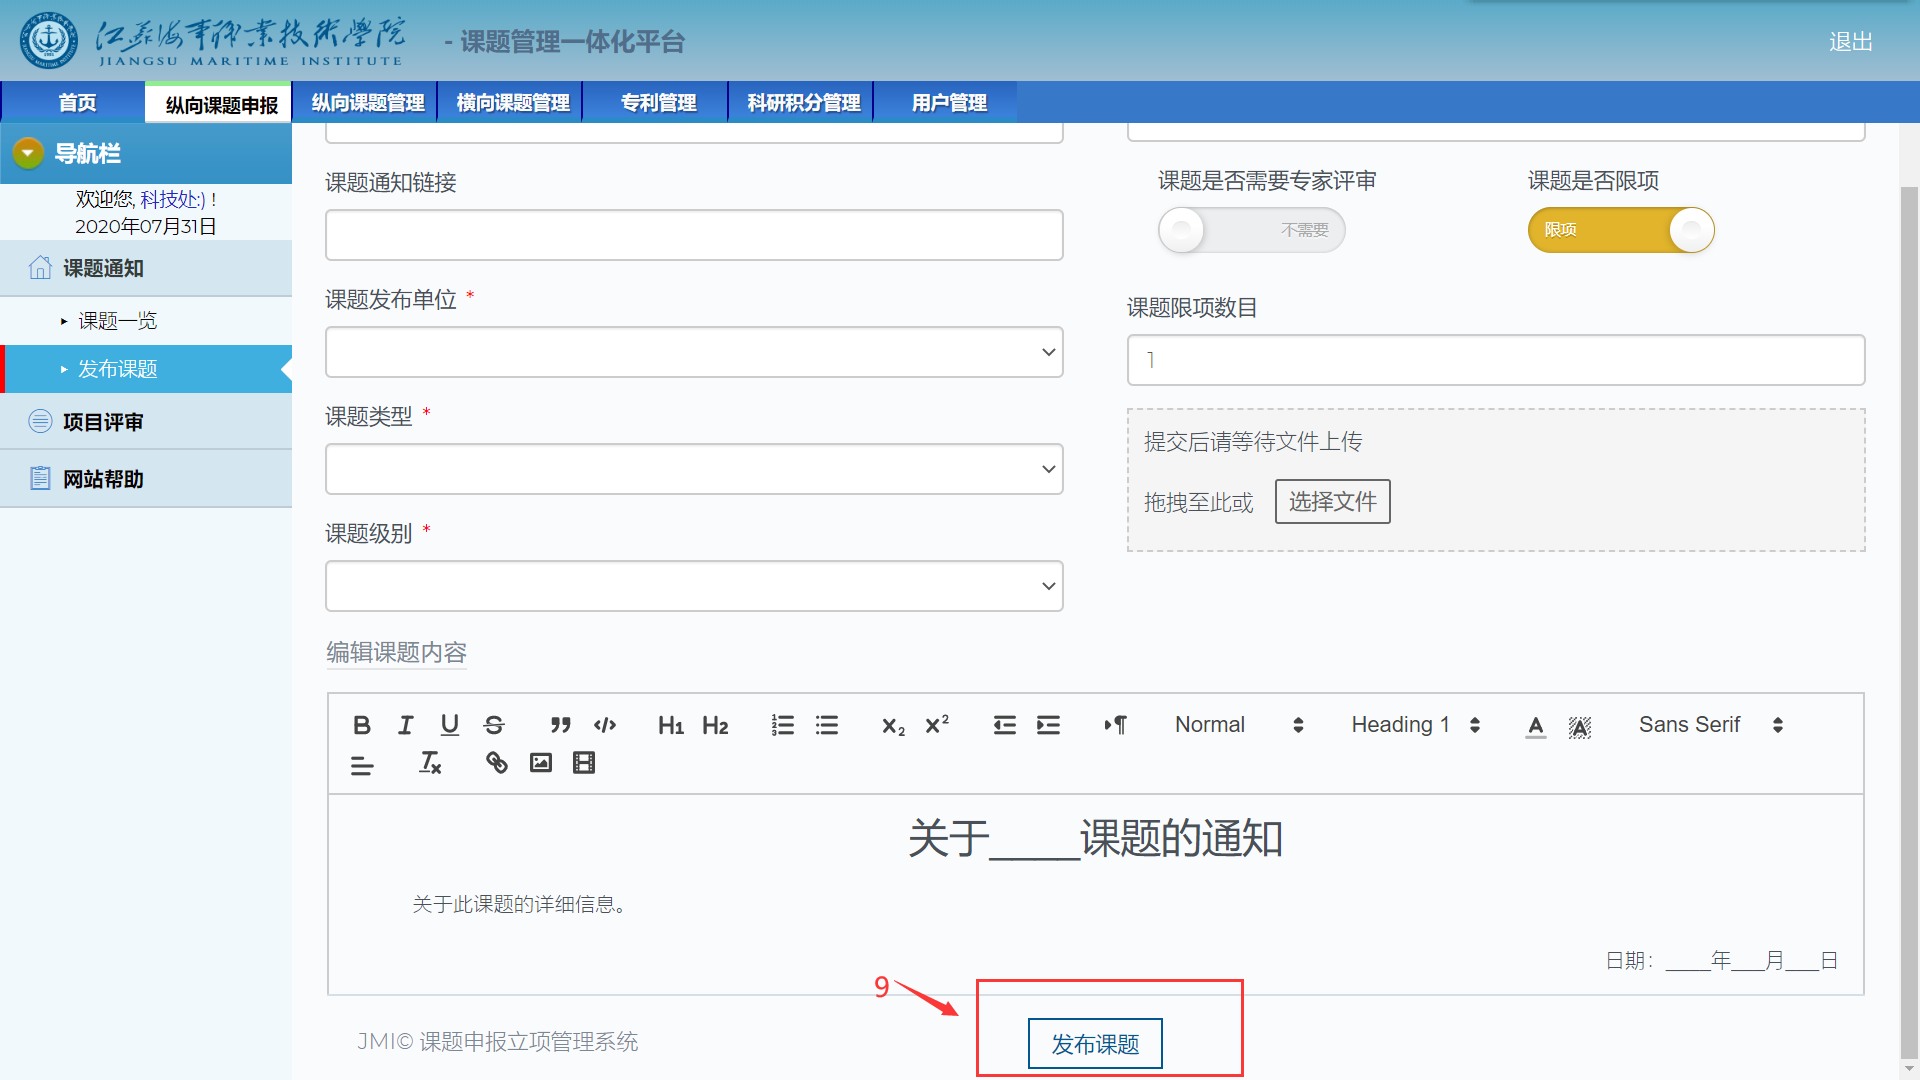 江苏海事职业技术学院
JIANGSU MARITIME INSTITUTE
- 课题管理一体化平台
退出
首页
纵向课题申报
纵向课题管理
横向课题管理
专利管理
科研积分管理
用户管理
导航栏
欢迎您, 科技处:) !
2020年07月31日
课题通知
课题一览
发布课题
项目评审
网站帮助
课题通知链接
课题发布单位 *
课题类型 *
课题级别 *
课题是否需要专家评审
不需要
课题是否限项
限项
课题限项数目
1
提交后请等待文件上传
拖拽至此或 选择文件
编辑课题内容
Normal
Heading 1
Sans Serif
关于____课题的通知
关于此课题的详细信息。
日期：____年___月___日
9
JMI© 课题申报立项管理系统
发布课题